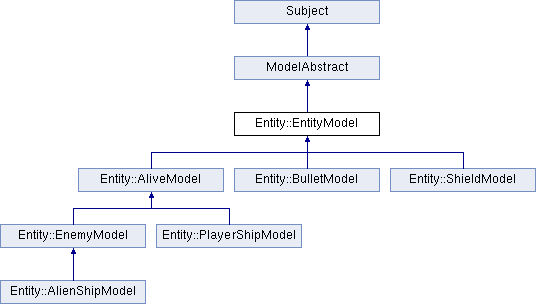 Subject
ModelAbstract
Entity::EntityModel
Entity::AliveModel
Entity::BulletModel
Entity::ShieldModel
Entity::EnemyModel
Entity::PlayerShipModel
Entity::AlienShipModel